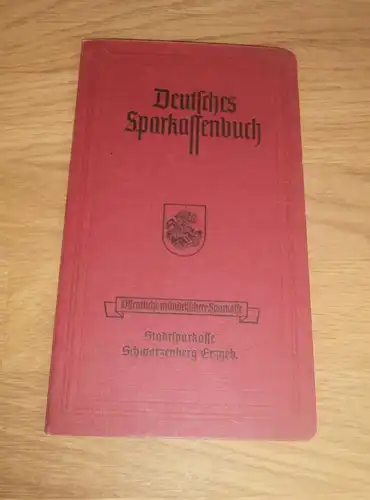 Deutsches
Sparkassenbuch
Öffentliche mündelsichere Sparkasse
Stadtsparkasse
Schwarzenberg Erzgeb.